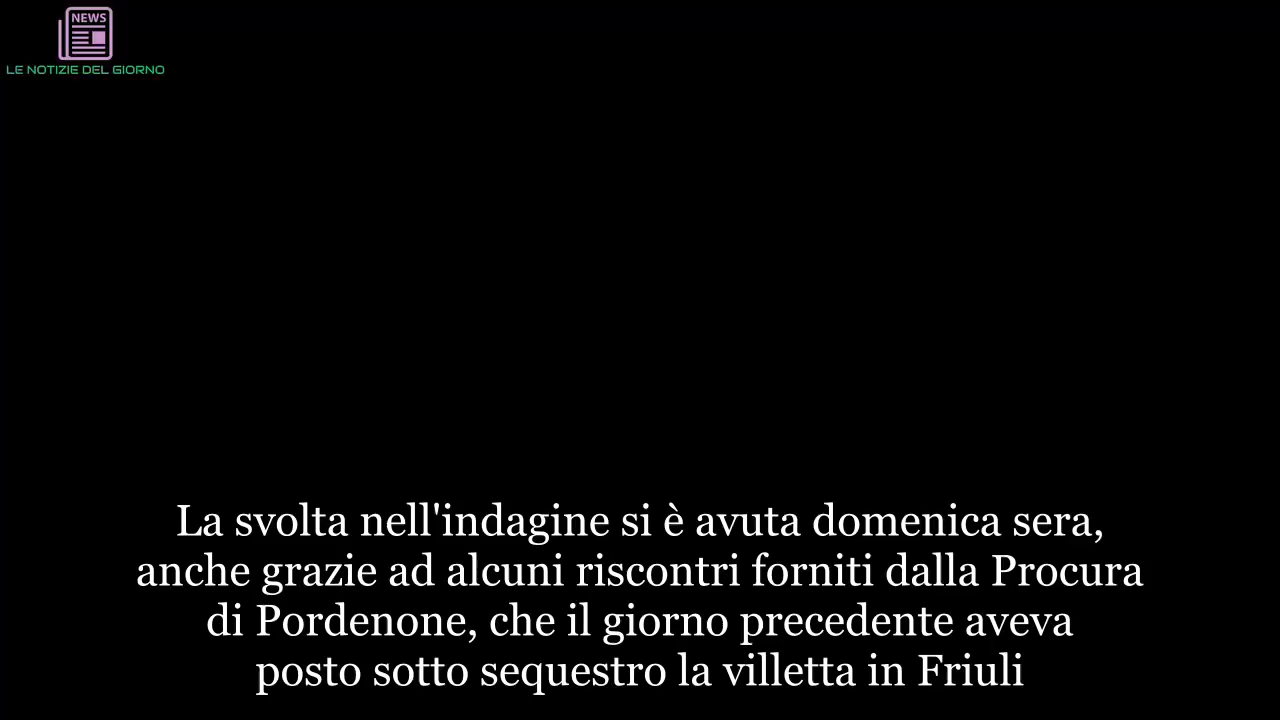 NEWS
LE NOTIZIE DEL GIORNO
La svolta nell'indagine si è avuta domenica sera,
anche grazie ad alcuni riscontri forniti dalla Procura
di Pordenone, che il giorno precedente aveva
posto sotto sequestro la villetta in Friuli